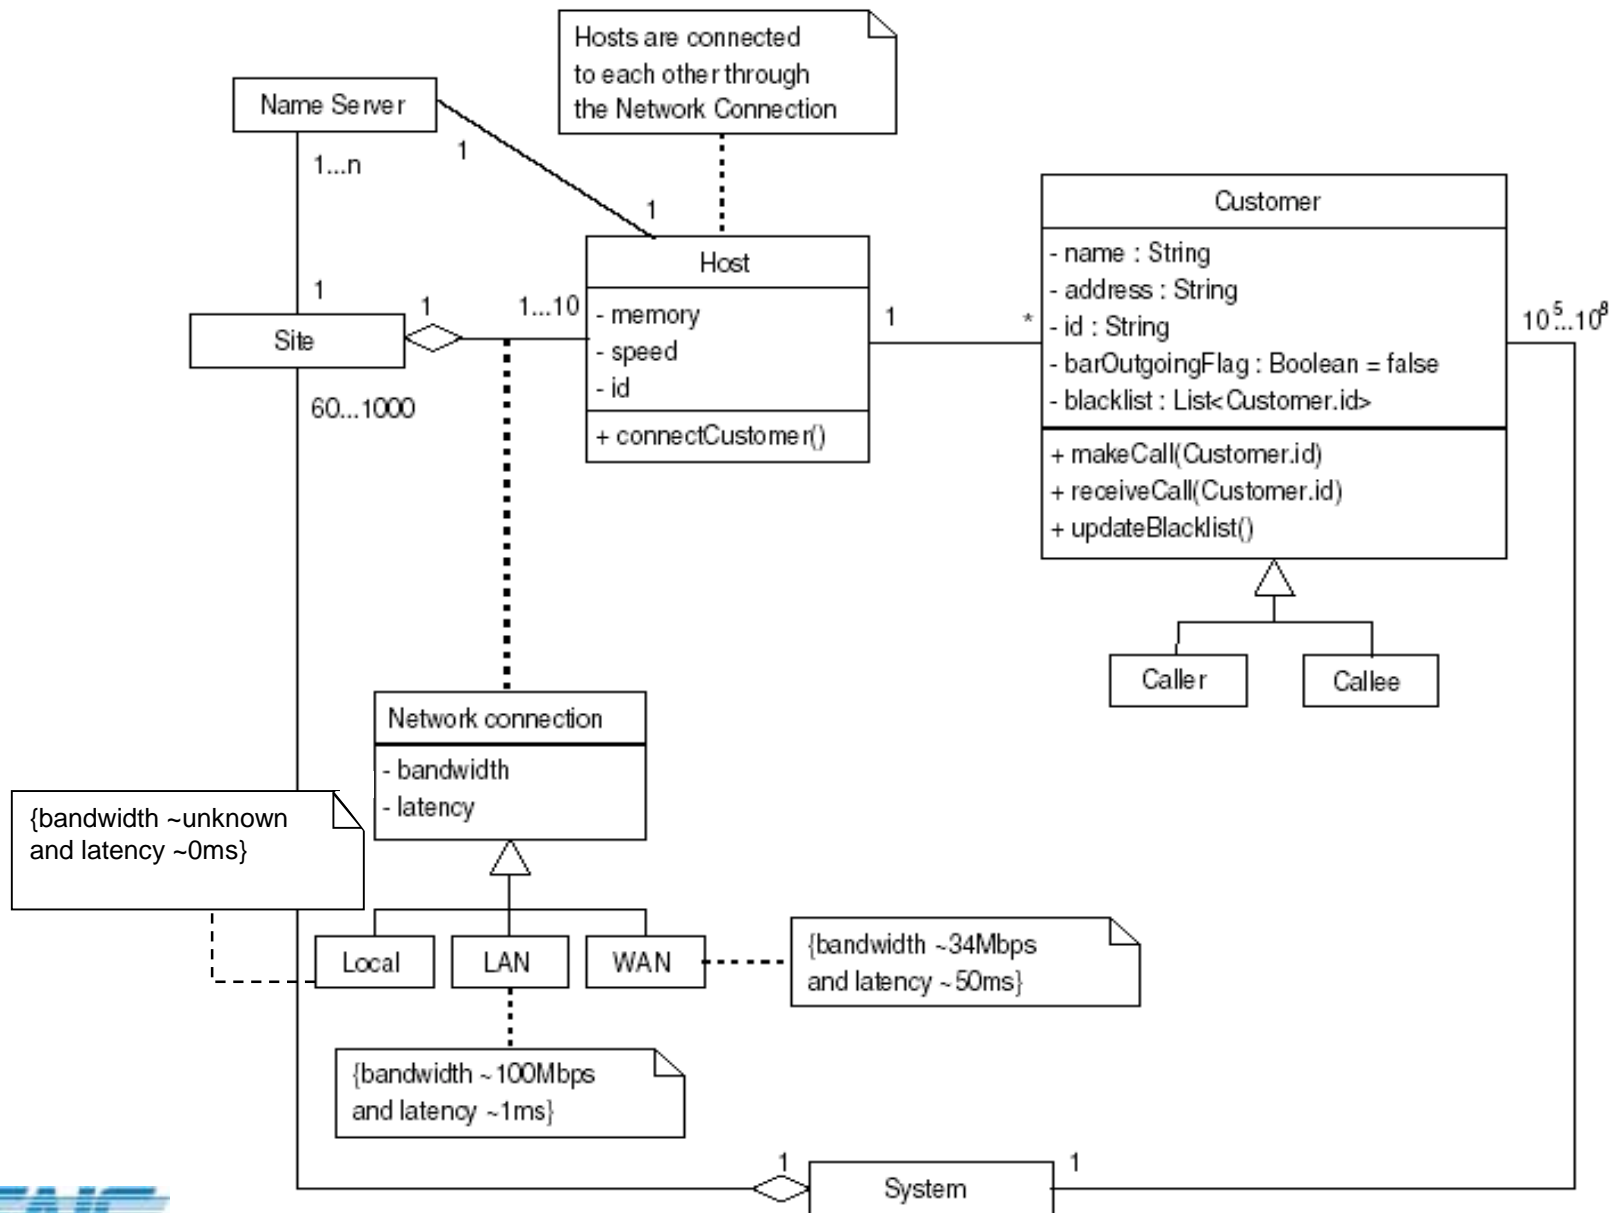 Hosts are connected
to each other through
the Network Connection
Name Server
1
1...n
1
Customer
- name : String
- address : String
- id : String
- barOutgoingFlag : Boolean = false
- blacklist : List<Customer.id>
+ makeCall(Customer.id)
+ receiveCall(Customer.id)
+ updateBlacklist()
Host
- memory
- speed
- id
+ connectCustomer()
1
1
1...10
Site
60...1000
1
*
10^5...10^8
Caller
Callee
Network connection
- bandwidth
- latency
{bandwidth ~unknown
and latency ~0ms}
Local
LAN
WAN
{bandwidth ~34Mbps
and latency ~50ms}
{bandwidth ~100Mbps
and latency ~1ms}
1
System
1